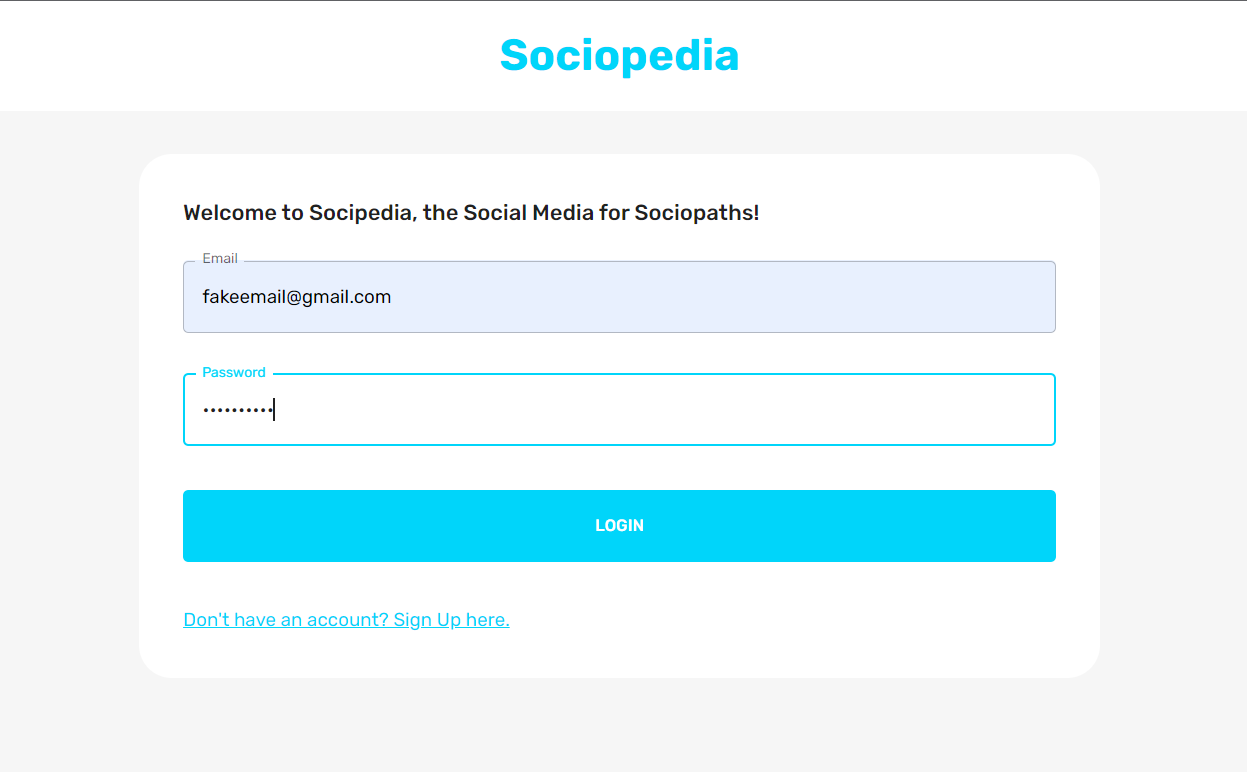 Sociopedia
Welcome to Socipedia, the Social Media for Sociopaths!
Email
fakeemail@gmail.com
Password
••••••••••
LOGIN
Don't have an account? Sign Up here.